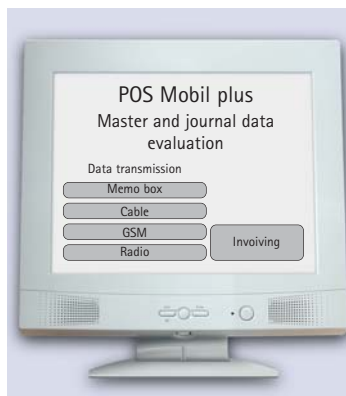 POS Mobil plus
Master and journal data
evaluation
Data transmission
Memo box
Cable
GSM
Radio
Invoiving